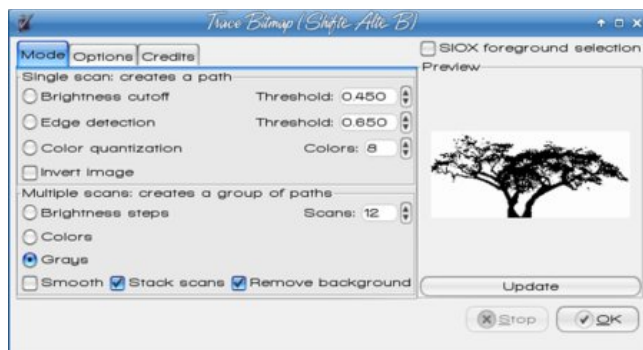 Trace Bitmap (Shift+Alt+B)
Mode Options Credits
SIOX foreground selection
Single scan: creates a path
Preview
Brightness cutoff Threshold: 0.450
Edge detection Threshold: 0.650
Color quantization Colors: 8
Invert image
Multiple scans: creates a group of paths
Brightness steps Scans: 12
Colors
Grays
Smooth Stack scans Remove background
Update
Stop OK